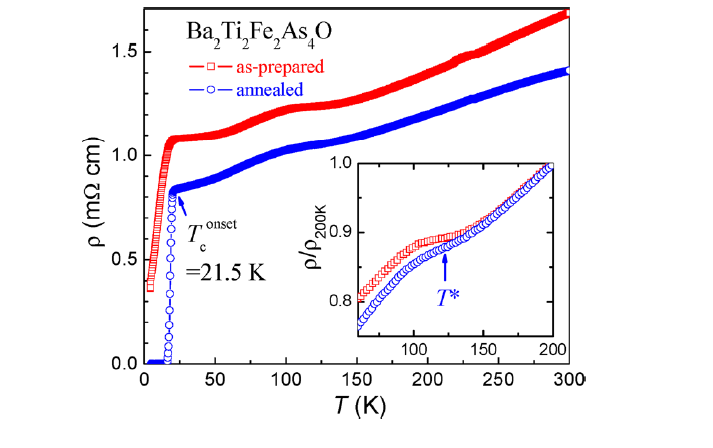 Ba2Ti2Fe2As4O
as-prepared
annealed
1.5
1.0
0.5
0.0
ρ (mΩ cm)
Tc onset
=21.5 K
1.0
0.9
0.8
ρ/ρ200K
T*
100 150 200
0 50 100 150 200 250 300
T (K)